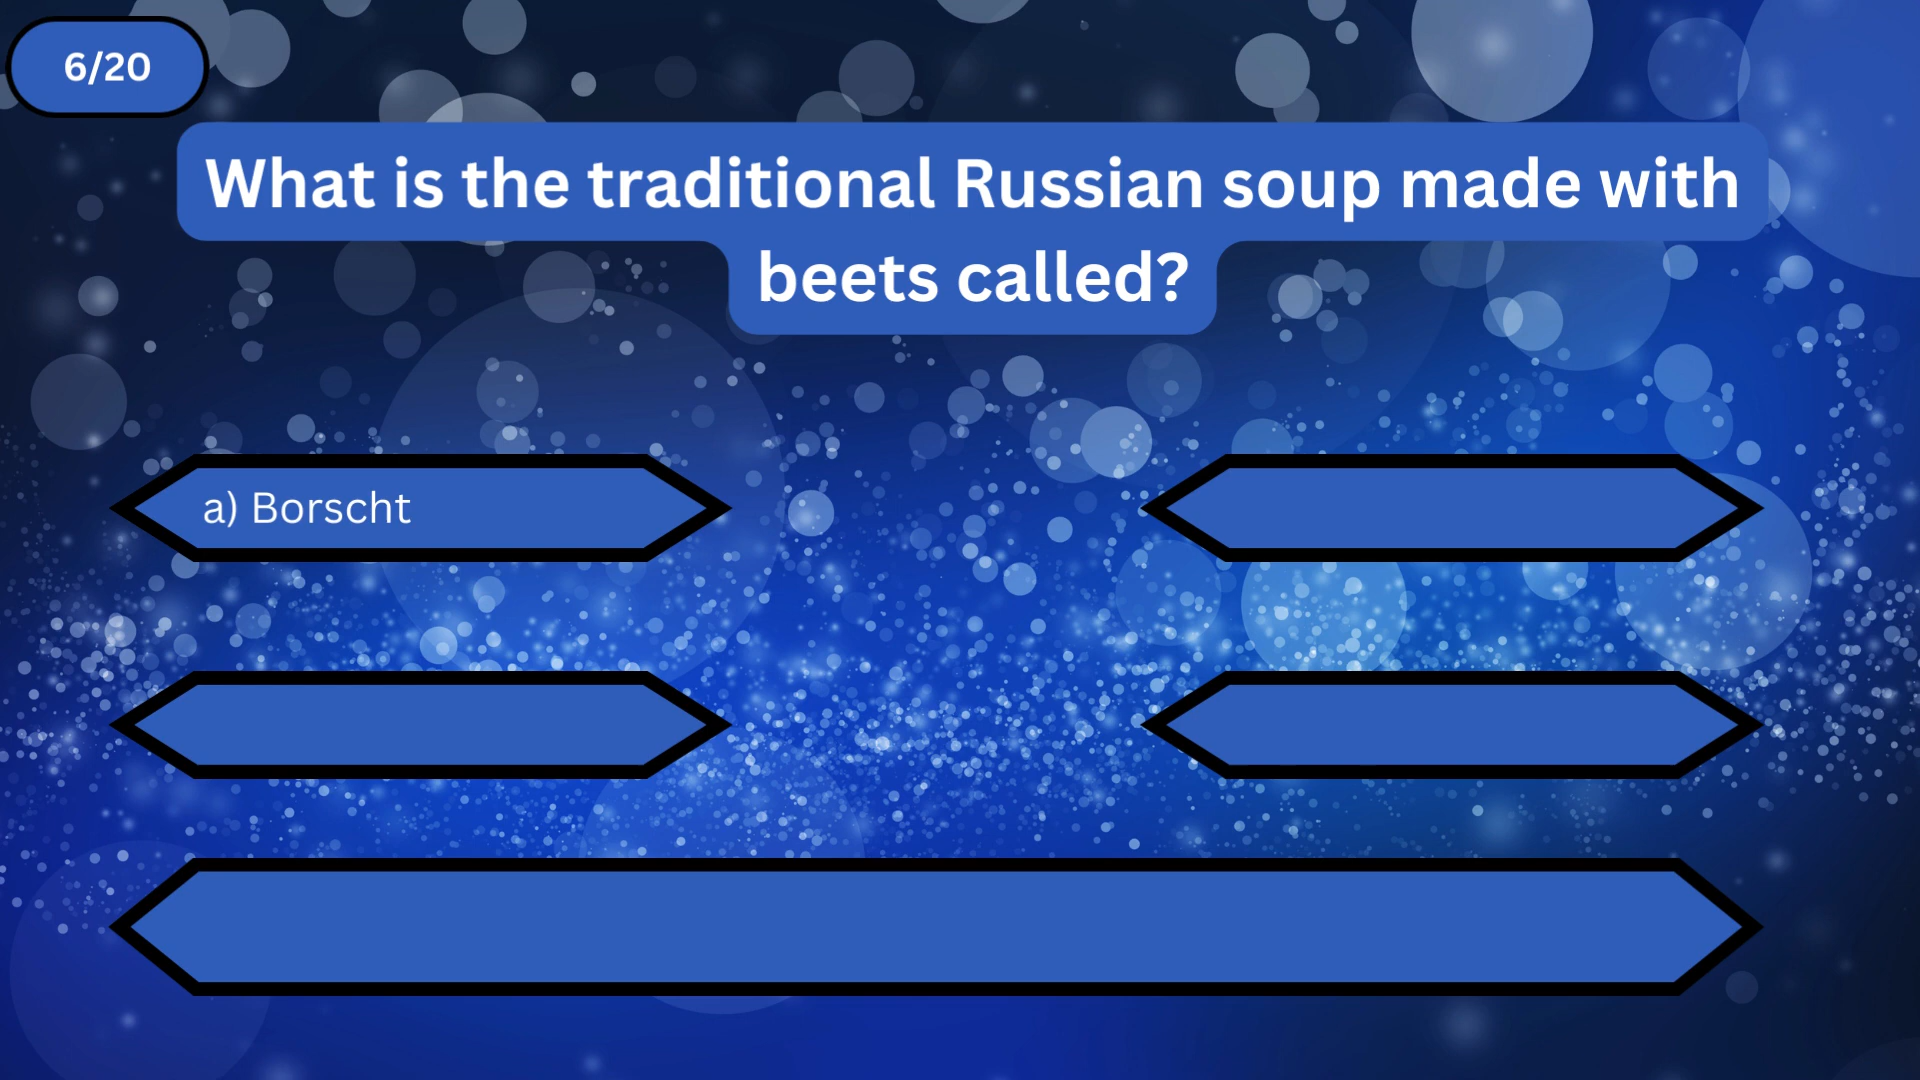 6/20
What is the traditional Russian soup made with
beets called?
a) Borscht